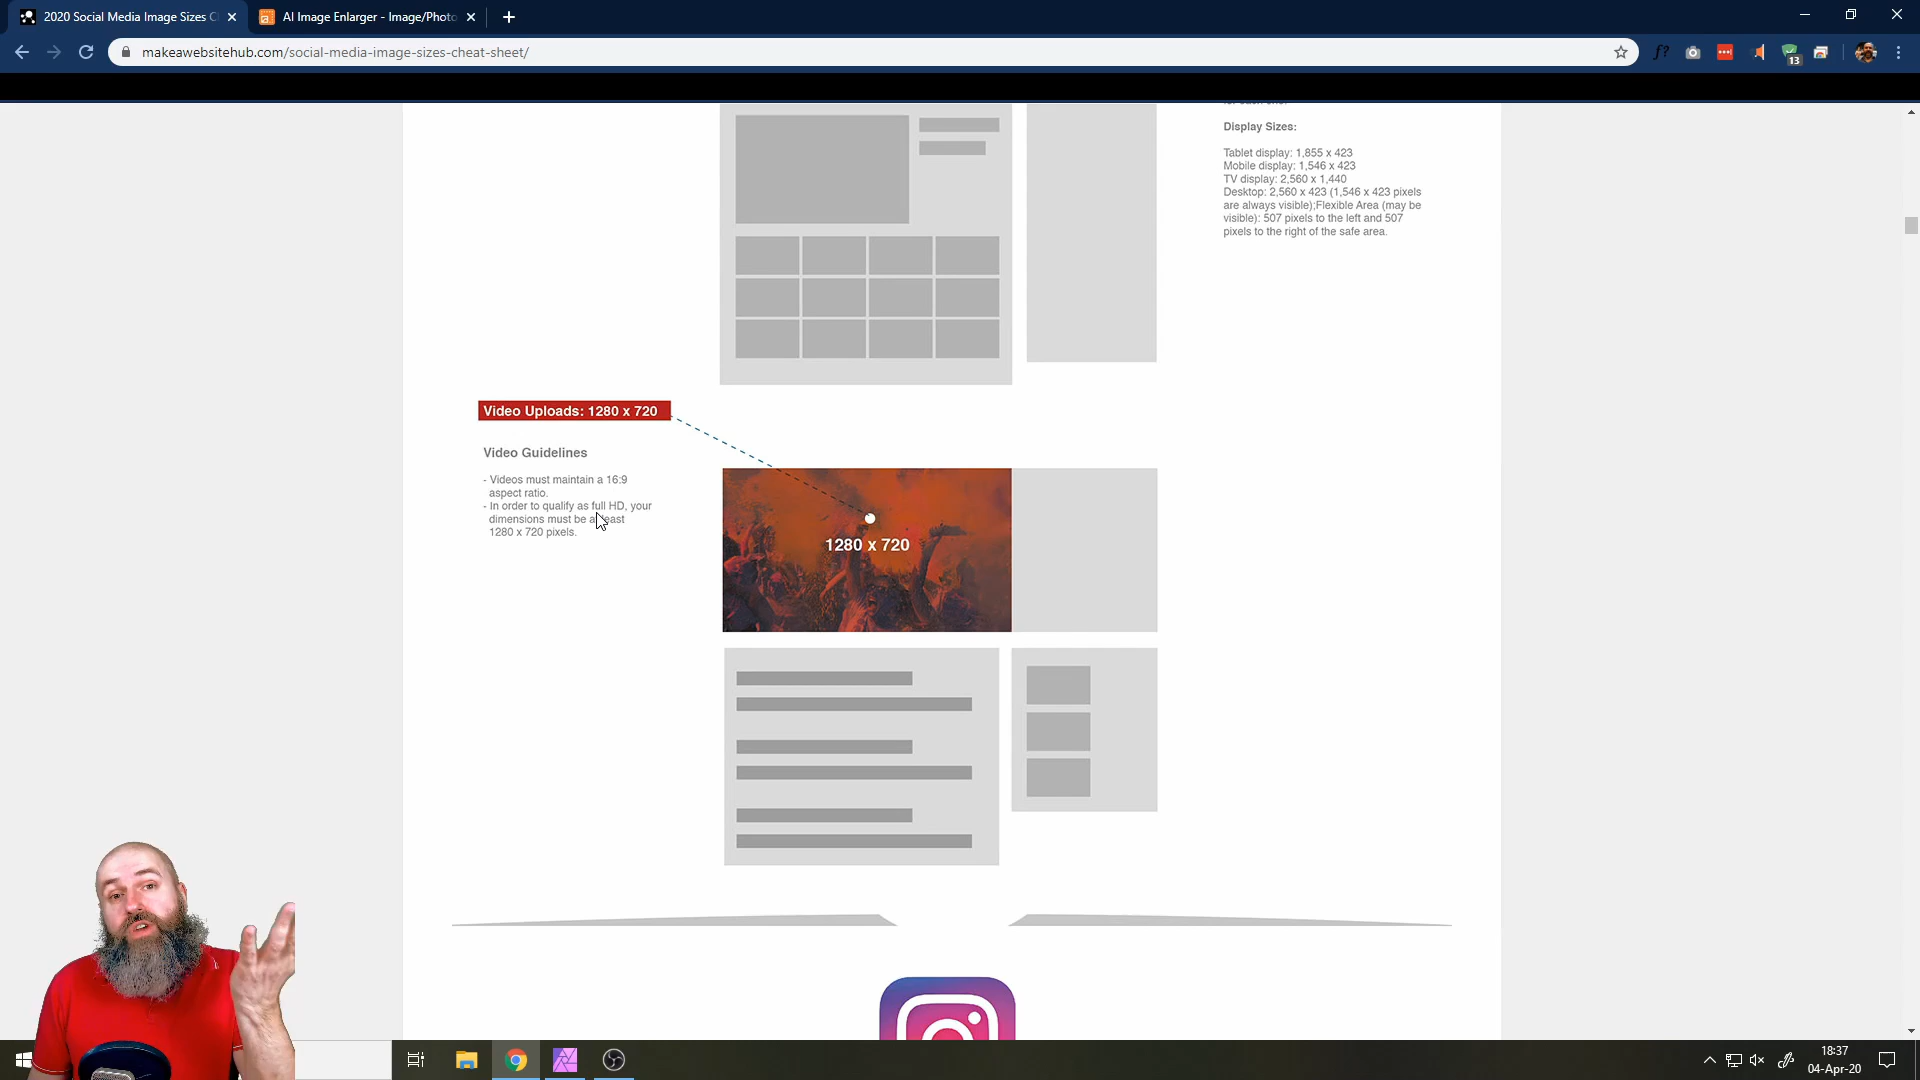 2020 Social Media Image Sizes C
AI Image Enlarger - Image/Photo
makeawebsitehub.com/social-media-image-sizes-cheat-sheet/
13
Display Sizes:
Tablet display: 1,855 x 423
Mobile display: 1,546 x 423
TV display: 2,560 x 1,440
Desktop: 2,560 x 423 (1,546 x 423 pixels
are always visible);Flexible Area (may be
visible): 507 pixels to the left and 507
pixels to the right of the safe area.
Video Uploads: 1280 x 720
Video Guidelines
- Videos must maintain a 16:9
aspect ratio.
- In order to qualify as full HD, your
dimensions must be at least
1280 x 720 pixels.
1280 x 720
18:37
04-Apr-20